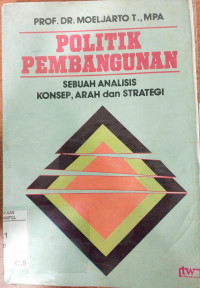 PROF. DR. MOELJARTO T., MPA
POLITIK
PEMBANGUNAN
SEBUAH ANALISIS
KONSEP, ARAH dan STRATEGI
C.B
tw